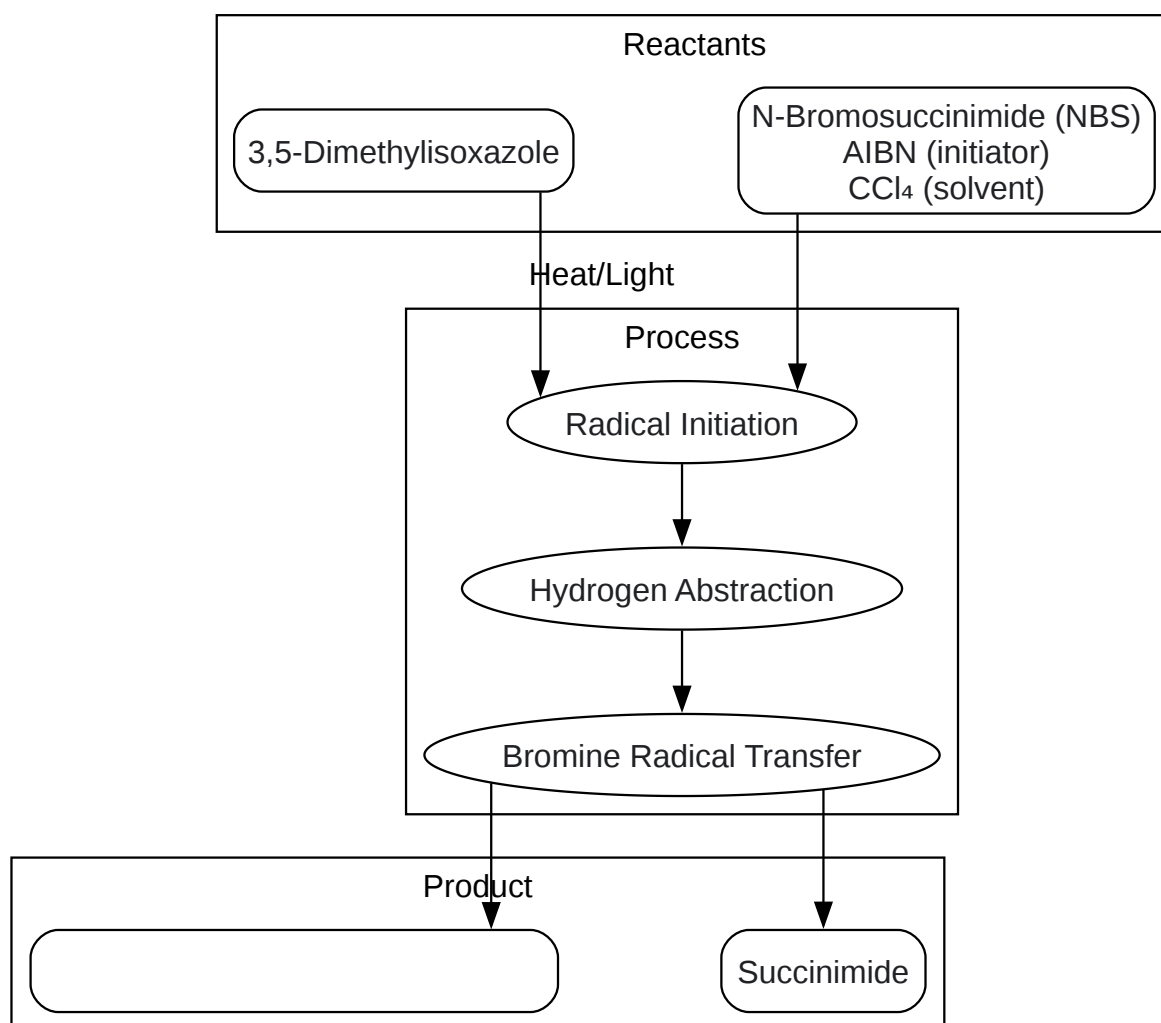 Reactants
3,5-Dimethylisoxazole
N-Bromosuccinimide (NBS)
AIBN (initiator)
CCl₄ (solvent)
Heat/Light
Process
Radical Initiation
Hydrogen Abstraction
Bromine Radical Transfer
Product
Succinimide